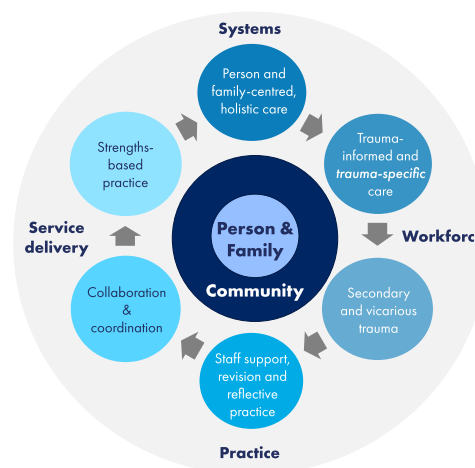 Systems
Person and
family-centred,
holistic care
Trauma-
informed and
trauma-specific
care
Workforc
Secondary
and vicarious
trauma
Staff support,
revision and
reflective
practice
Practice
Collaboration
&
coordination
Service
delivery
Strengths-
based
practice
Person &
Family
Community